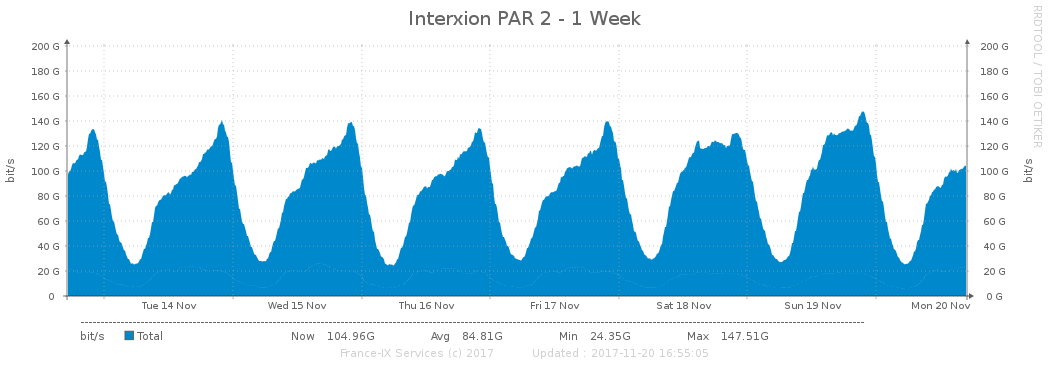 Interxion PAR 2 - 1 Week
RRDTOOL / TOBI OETIKER
bit/s
200 G
180 G
160 G
140 G
120 G
100 G
80 G
60 G
40 G
20 G
0
200 G
180 G
160 G
140 G
120 G
100 G
80 G
60 G
40 G
20 G
0 G
bit/s
Tue 14 Nov Wed 15 Nov Thu 16 Nov Fri 17 Nov Sat 18 Nov Sun 19 Nov Mon 20 Nov
bit/s Total Now 104.96G Avg 84.81G Min 24.35G Max 147.51G
France-IX Services (c) 2017 Updated : 2017-11-20 16:55:05